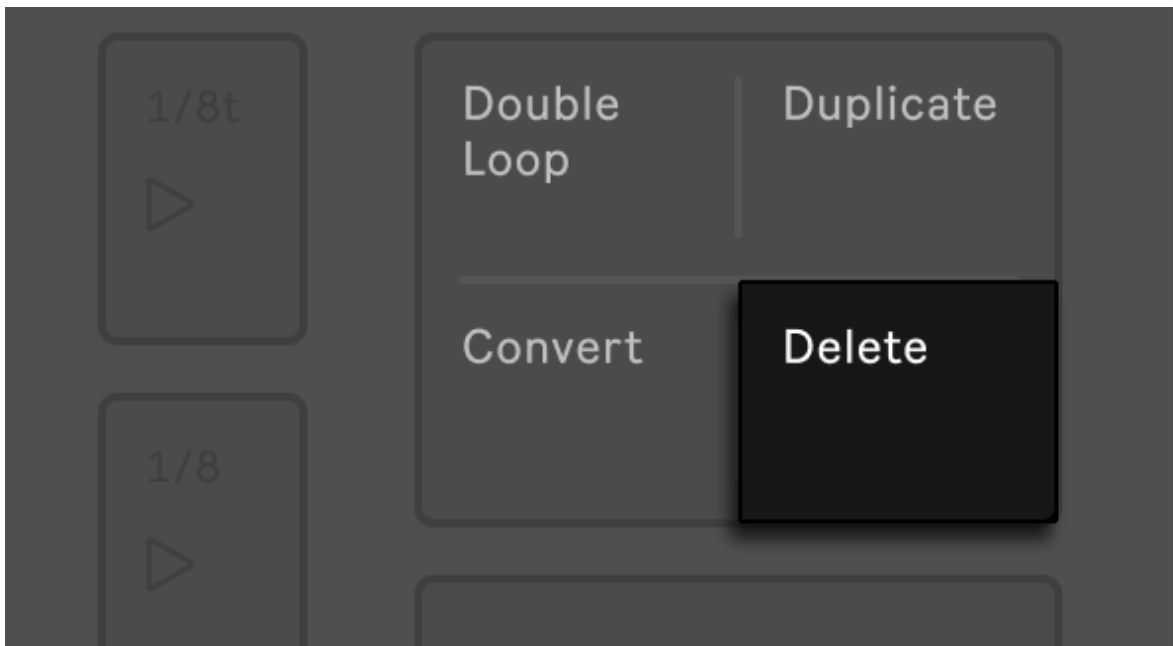 1/8t
Double
Loop
Duplicate
Convert
Delete
1/8